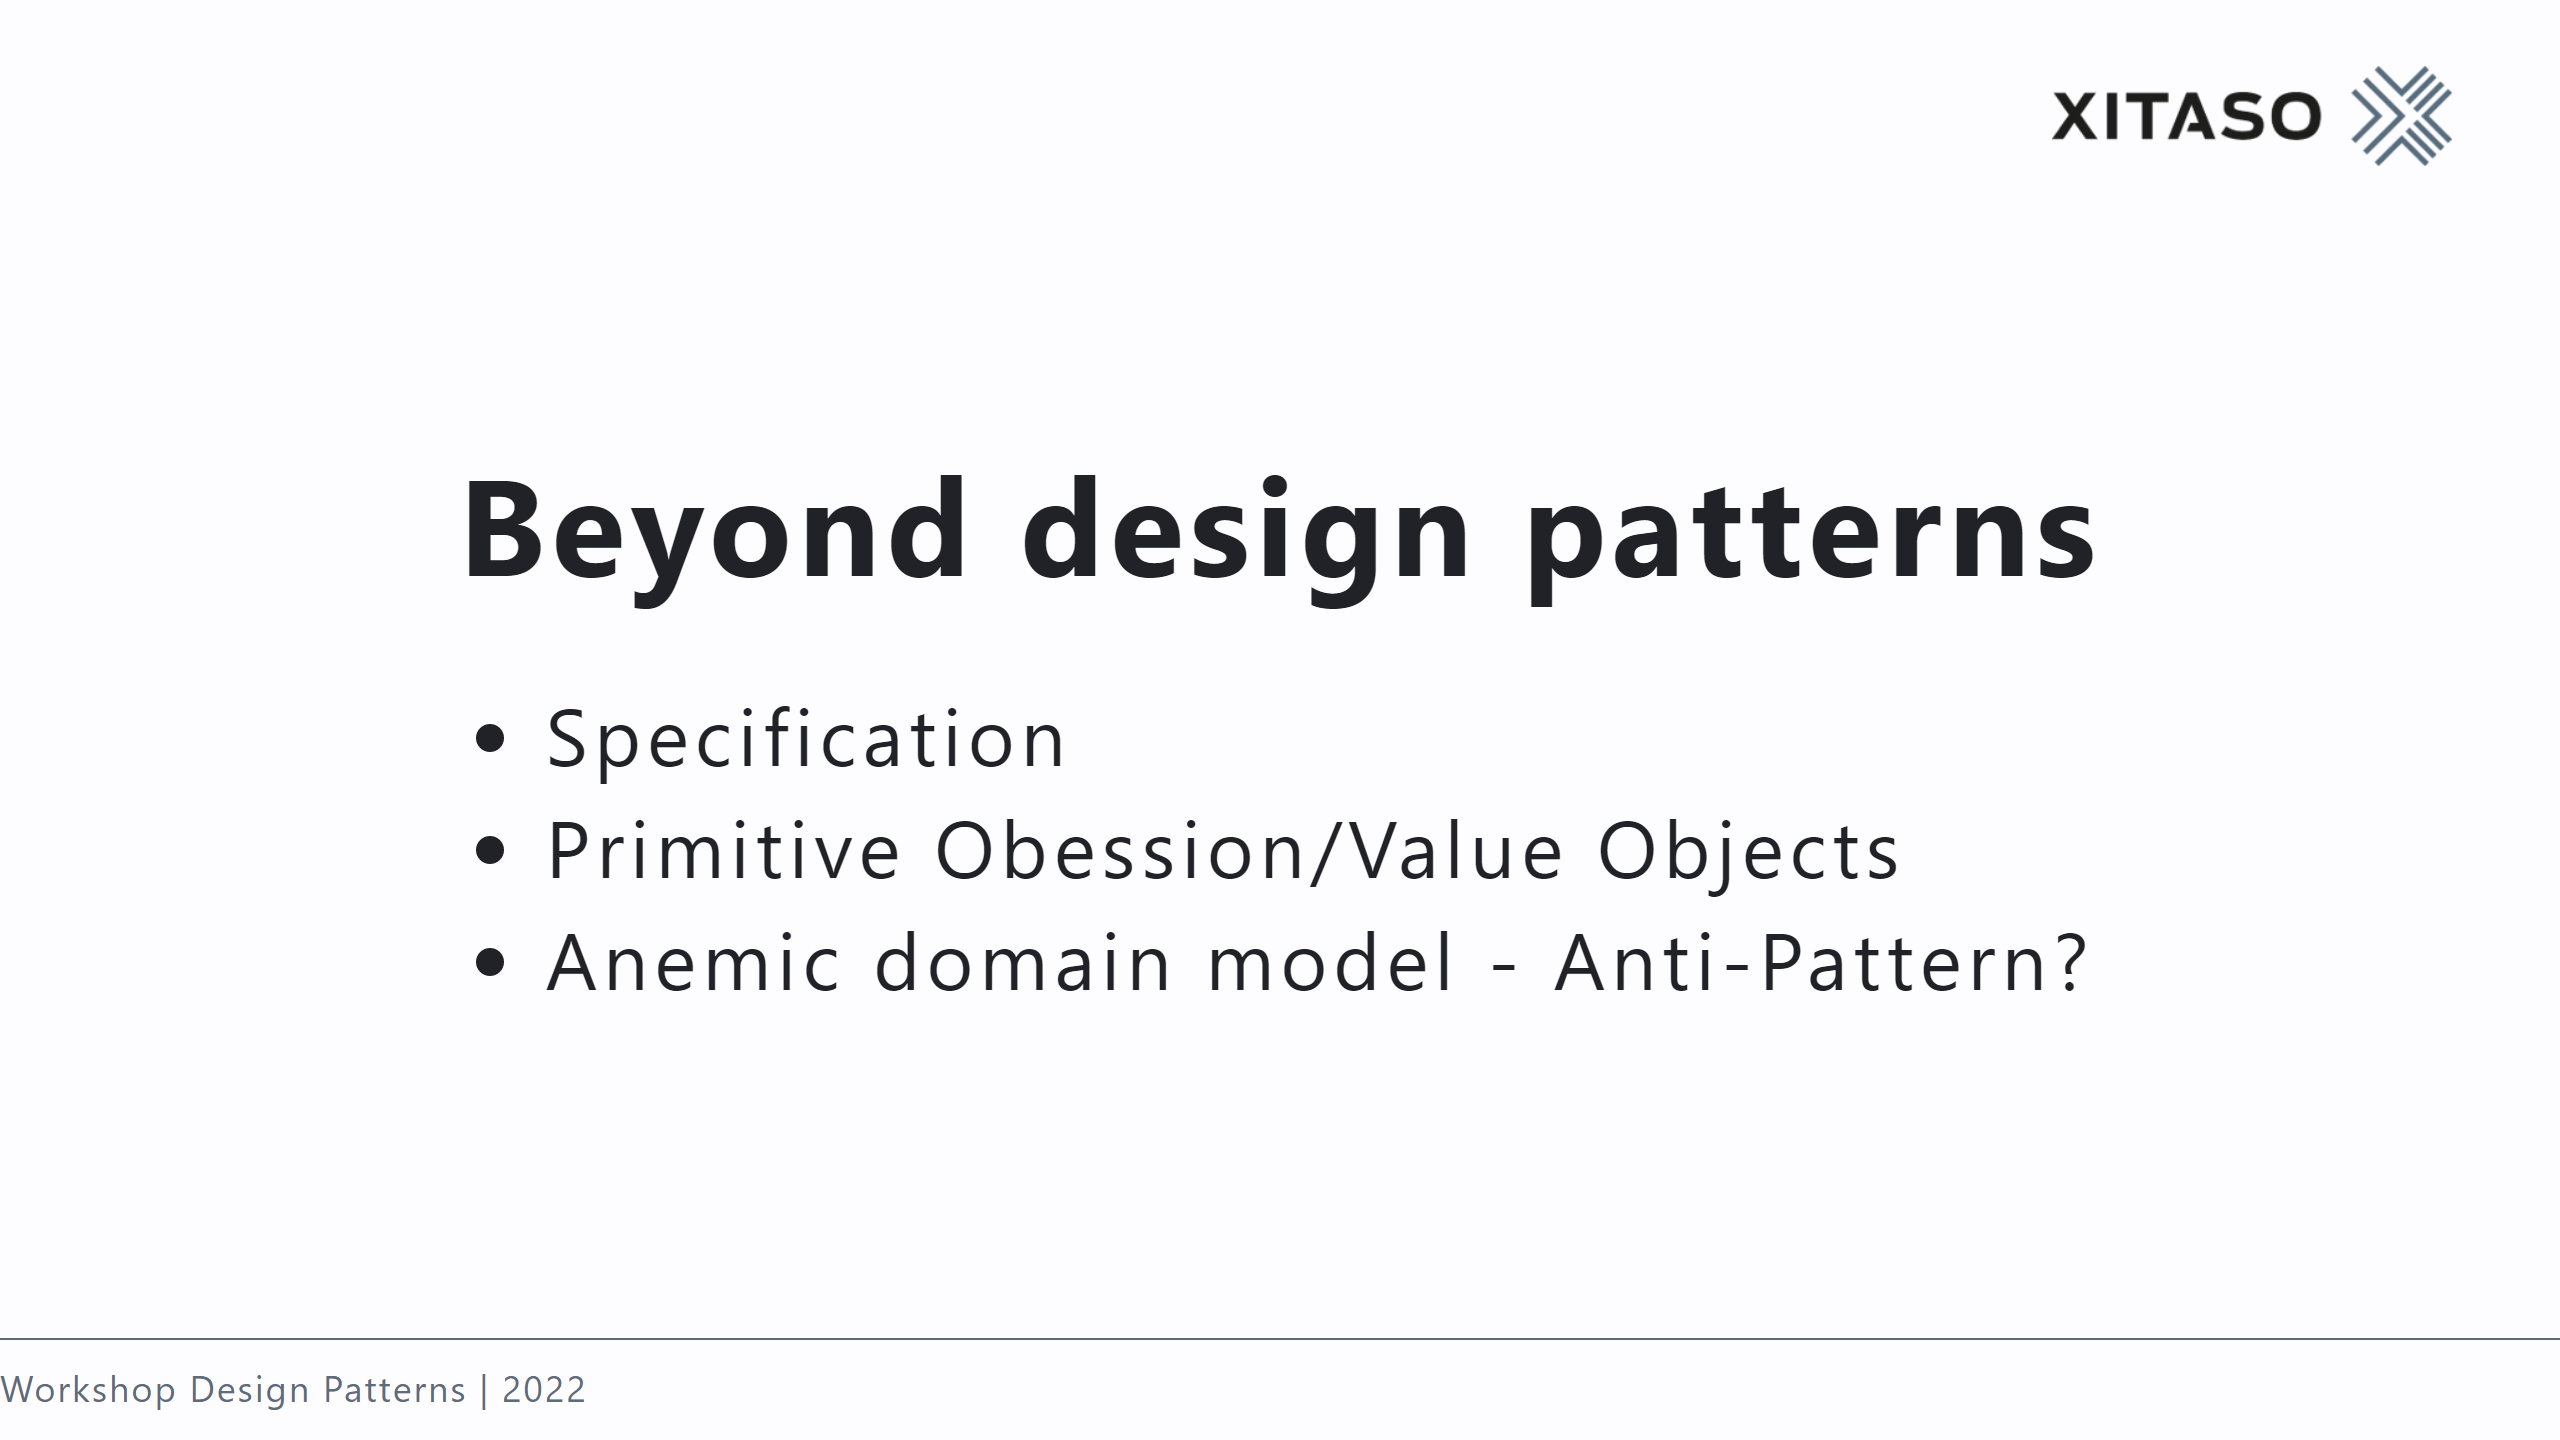 XITASO
Beyond design patterns
• Specification
• Primitive Obession/Value Objects
• Anemic domain model - Anti-Pattern?
Workshop Design Patterns | 2022